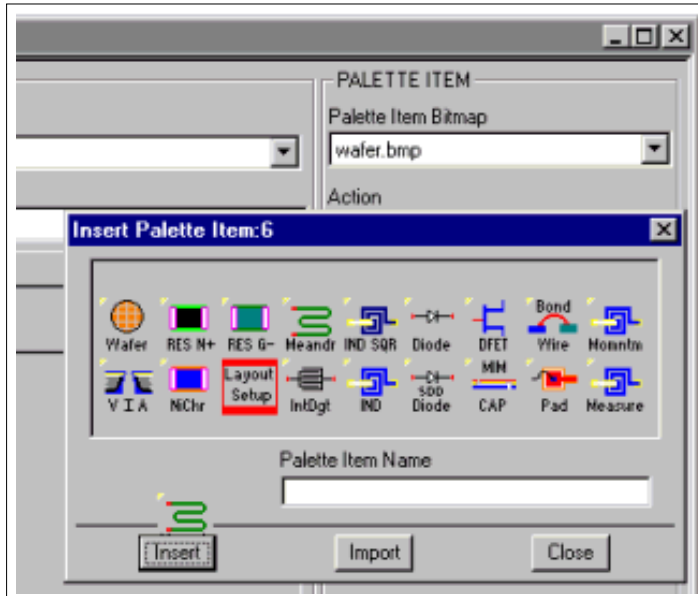 PALETTE ITEM
Palette Item Bitmap
wafer.bmp
Action
Insert Palette Item:6
Wafer RES N+ RES G- Meandr IND SQR Diode DFET Bond Wire Momntm
V I A NiChr Layout Setup IntDgt IND SDD Diode MIM CAP Pad Measure
Palette Item Name
Insert Import Close